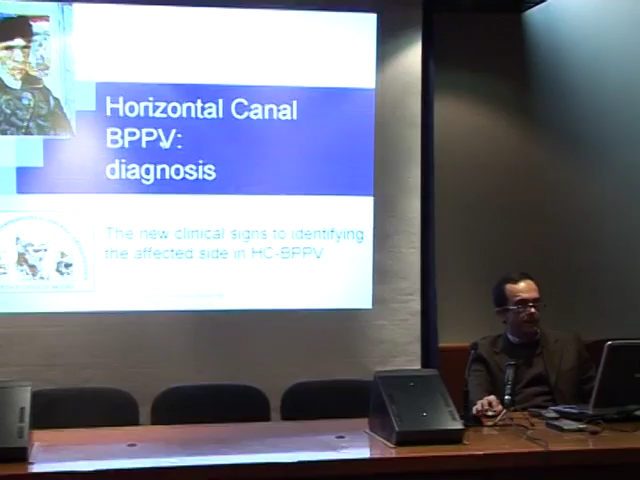 Horizontal Canal
BPPV:
diagnosis
The new clinical signs to identifying
the affected side in HC-BPPV